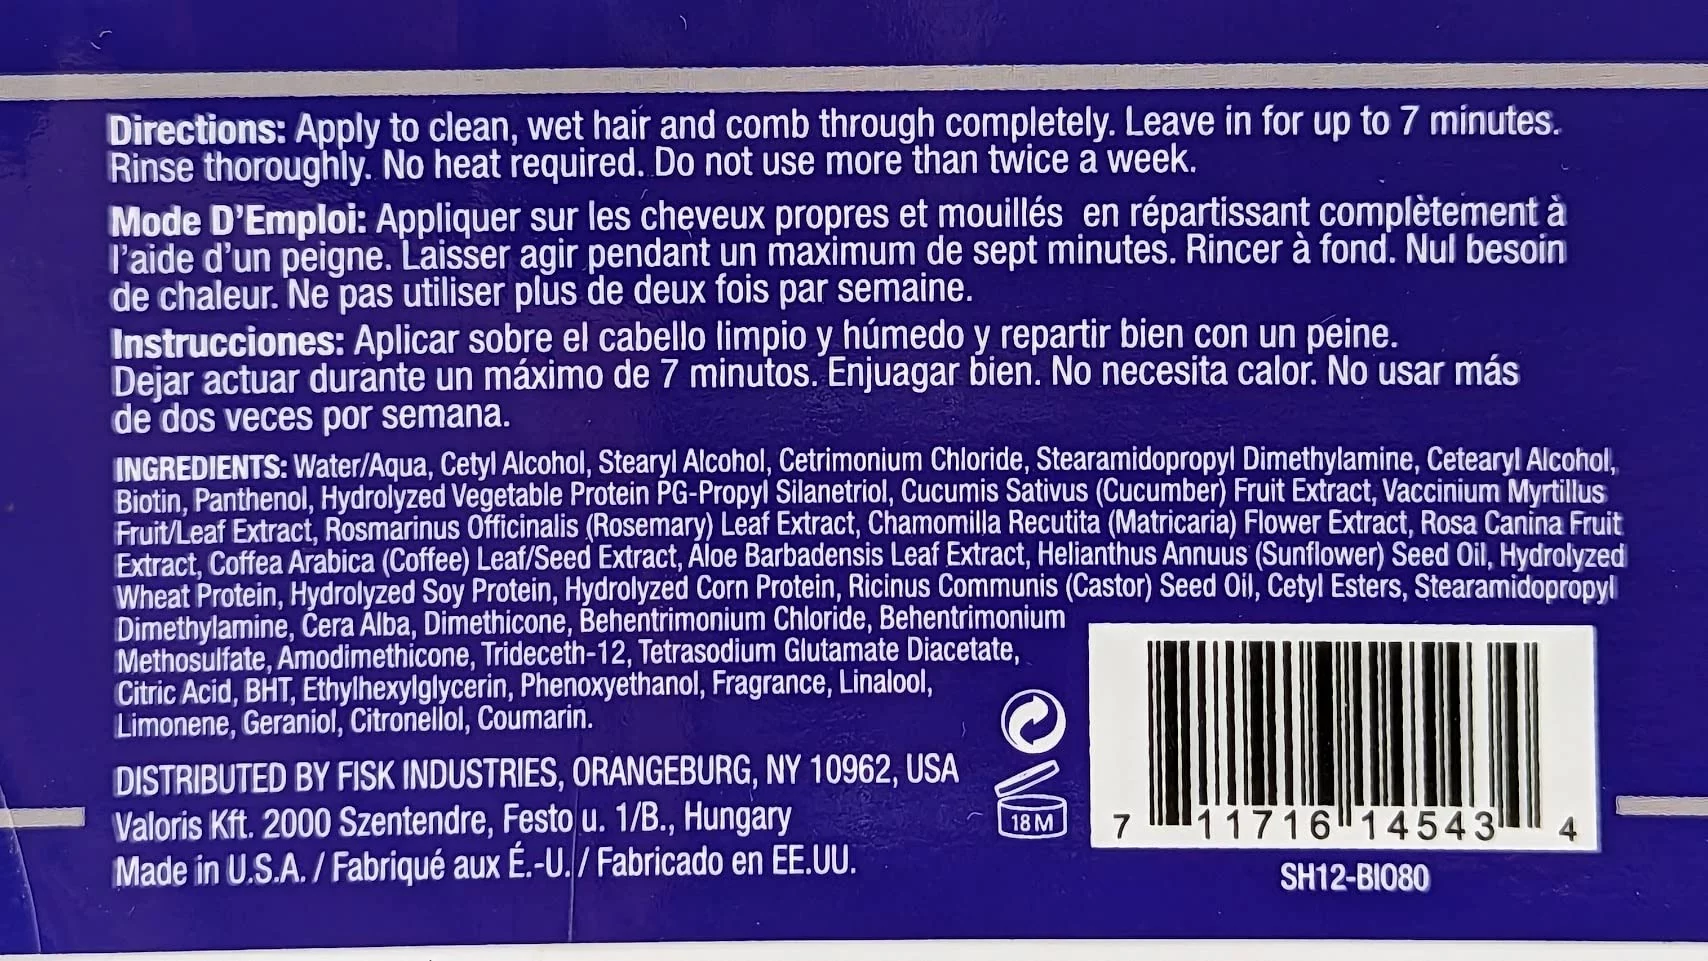 Directions: Apply to clean, wet hair and comb through completely. Leave in for up to 7 minutes.
Rinse thoroughly. No heat required. Do not use more than twice a week.
Mode D'Emploi: Appliquer sur les cheveux propres et mouillés en répartissant complètement à
l'aide d'un peigne. Laisser agir pendant un maximum de sept minutes. Rincer à fond. Nul besoin
de chaleur. Ne pas utiliser plus de deux fois par semaine.
Instrucciones: Aplicar sobre el cabello limpio y húmedo y repartir bien con un peine.
Dejar actuar durante un máximo de 7 minutos. Enjuagar bien. No necesita calor. No usar más
de dos veces por semana.
INGREDIENTS: Water/Aqua, Cetyl Alcohol, Stearyl Alcohol, Cetrimonium Chloride, Stearamidopropyl Dimethylamine, Cetearyl Alcohol,
Biotin, Panthenol, Hydrolyzed Vegetable Protein PG-Propyl Silanetriol, Cucumis Sativus (Cucumber) Fruit Extract, Vaccinium Myrtillus
Fruit/Leaf Extract, Rosmarinus Officinalis (Rosemary) Leaf Extract, Chamomilla Recutita (Matricaria) Flower Extract, Rosa Canina Fruit
Extract, Coffea Arabica (Coffee) Leaf/Seed Extract, Aloe Barbadensis Leaf Extract, Helianthus Annuus (Sunflower) Seed Oil, Hydrolyzed
Wheat Protein, Hydrolyzed Soy Protein, Hydrolyzed Corn Protein, Ricinus Communis (Castor) Seed Oil, Cetyl Esters, Stearamidopropyl
Dimethylamine, Cera Alba, Dimethicone, Behentrimonium Chloride, Behentrimonium
Methosulfate, Amodimethicone, Trideceth-12, Tetrasodium Glutamate Diacetate,
Citric Acid, BHT, Ethylhexylglycerin, Phenoxyethanol, Fragrance, Linalool,
Limonene, Geraniol, Citronellol, Coumarin.
DISTRIBUTED BY FISK INDUSTRIES, ORANGEBURG, NY 10962, USA
Valoris Kft. 2000 Szentendre, Festo u. 1/B., Hungary
Made in U.S.A. / Fabriqué aux É.-U. / Fabricado en EE.UU.
18 M
7 11716 14543 4
SH12-BIO80